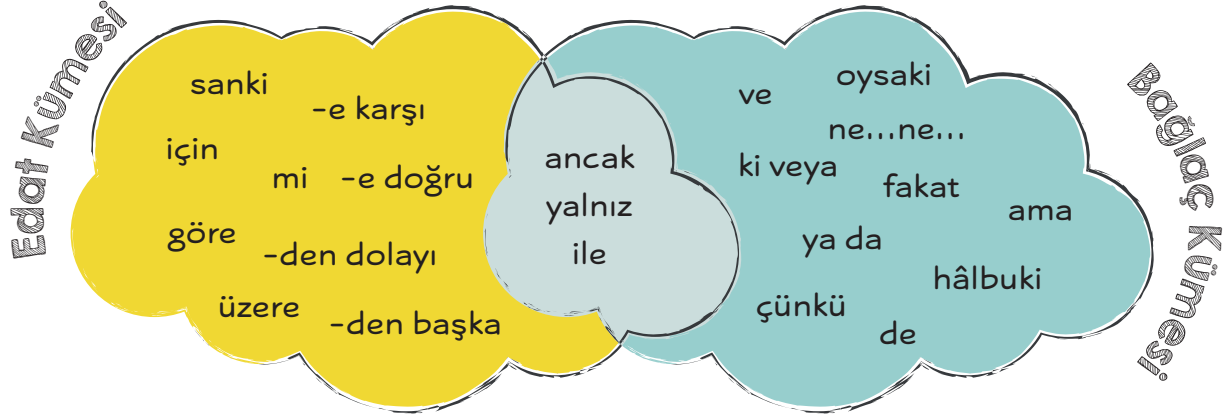 Edat Kümesi
sanki
-e karşı
için
mi
-e doğru
göre
-den dolayı
üzere
-den başka
ancak
yalnız
ile
ve
oysaki
ne...ne...
ki veya
fakat
ama
ya da
hâlbuki
çünkü
de
Bağlaç Kümesi